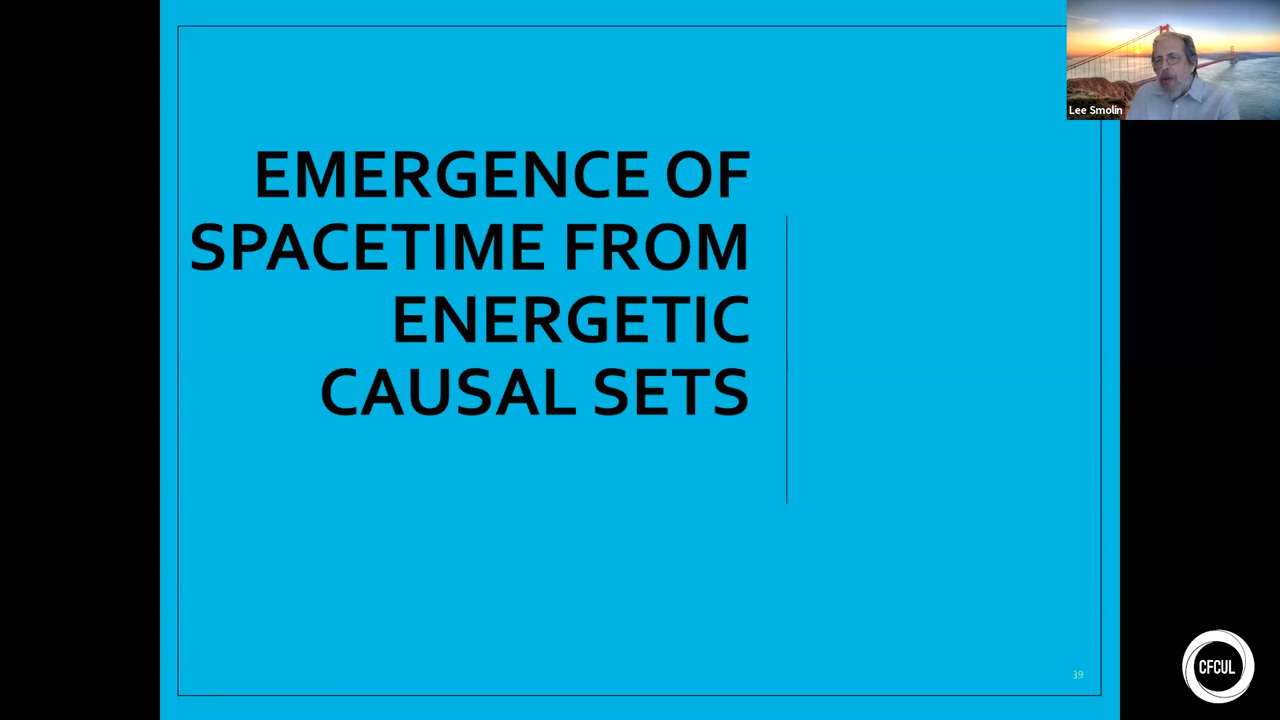 EMERGENCE OF
SPACETIME FROM
ENERGETIC
CAUSAL SETS
Lee Smolin
39
CFCUL